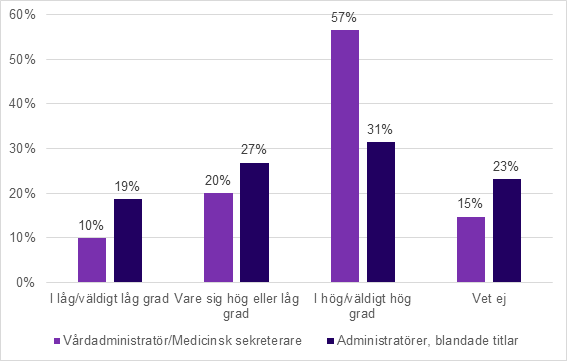 60%
50%
40%
30%
20%
10%
0%
10%
19%
20%
27%
57%
31%
15%
23%
I låg/väldigt låg grad
Vare sig hög eller låg
grad
I hög/väldigt hög
grad
Vet ej
Vårdadministratör/Medicinsk sekreterare
Administratörer, blandade titlar